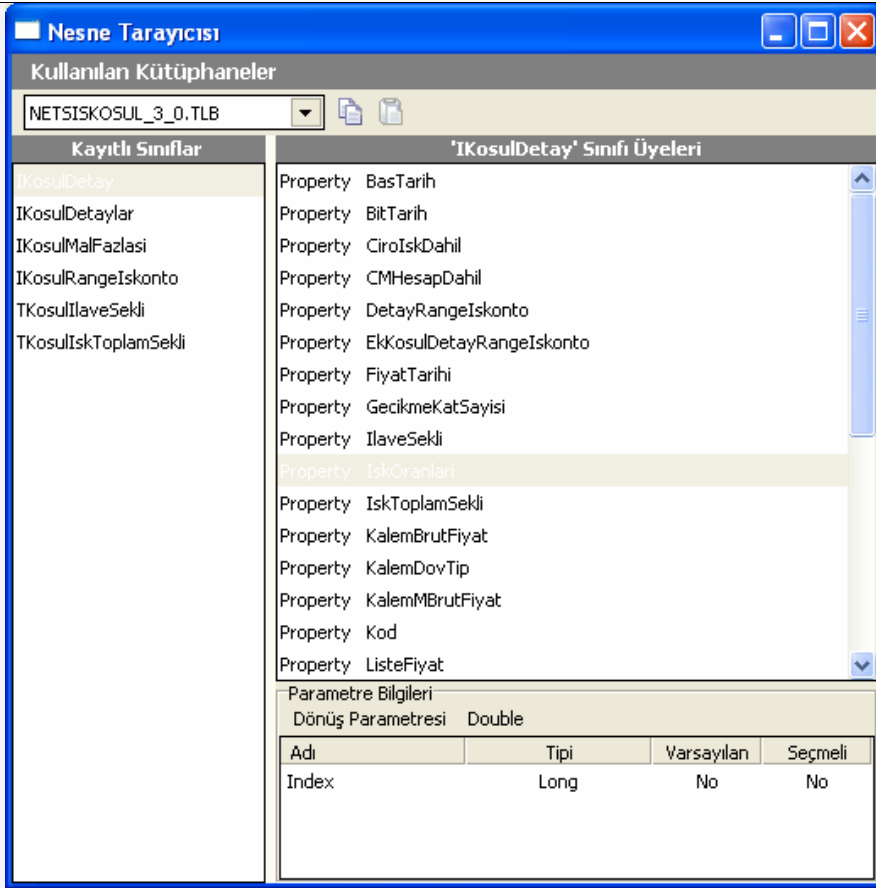 Nesne Tarayıcısı
Kullanılan Kütüphaneler
NETSISKOSUL_3_0.TLB
Kayıtlı Sınıflar
IKosulDetay
IKosulDetaylar
IKosulMalFazlasi
IKosulRangeIskonto
TKosulIlaveSekli
TKosulIskToplamSekli
'IKosulDetay' Sınıfı Üyeleri
Property BasTarih
Property BitTarih
Property CiroIskDahil
Property CMHesapDahil
Property DetayRangeIskonto
Property EkKosulDetayRangeIskonto
Property FiyatTarihi
Property GecikmeKatSayisi
Property IlaveSekli
Property IskOranlari
Property IskToplamSekli
Property KalemBrutFiyat
Property KalemDovTip
Property KalemMBrutFiyat
Property Kod
Property ListeFiyat
Parametre Bilgileri
Dönüş Parametresi Double
Adı Tipi Varsayılan Seçmeli
Index Long No No